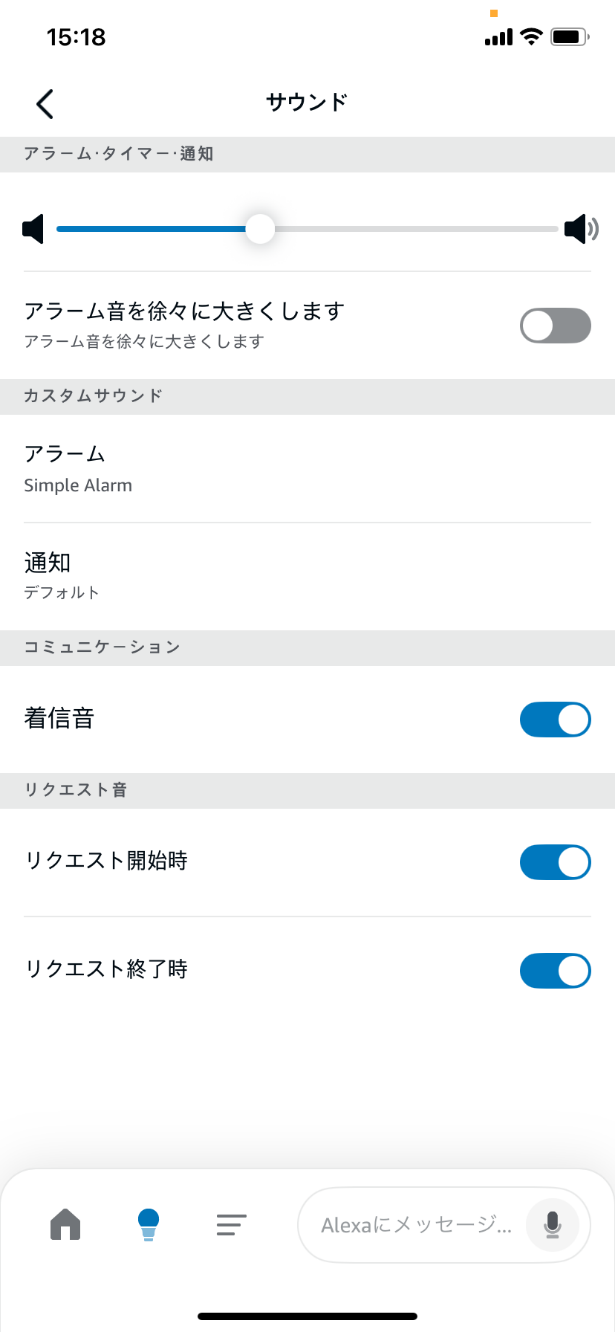 15:18
サウンド
アラーム・タイマー・通知
アラーム音を徐々に大きくします
アラーム音を徐々に大きくします
カスタムサウンド
アラーム
Simple Alarm
通知
デフォルト
コミュニケーション
着信音
リクエスト音
リクエスト開始時
リクエスト終了時
Alexaにメッセージ...